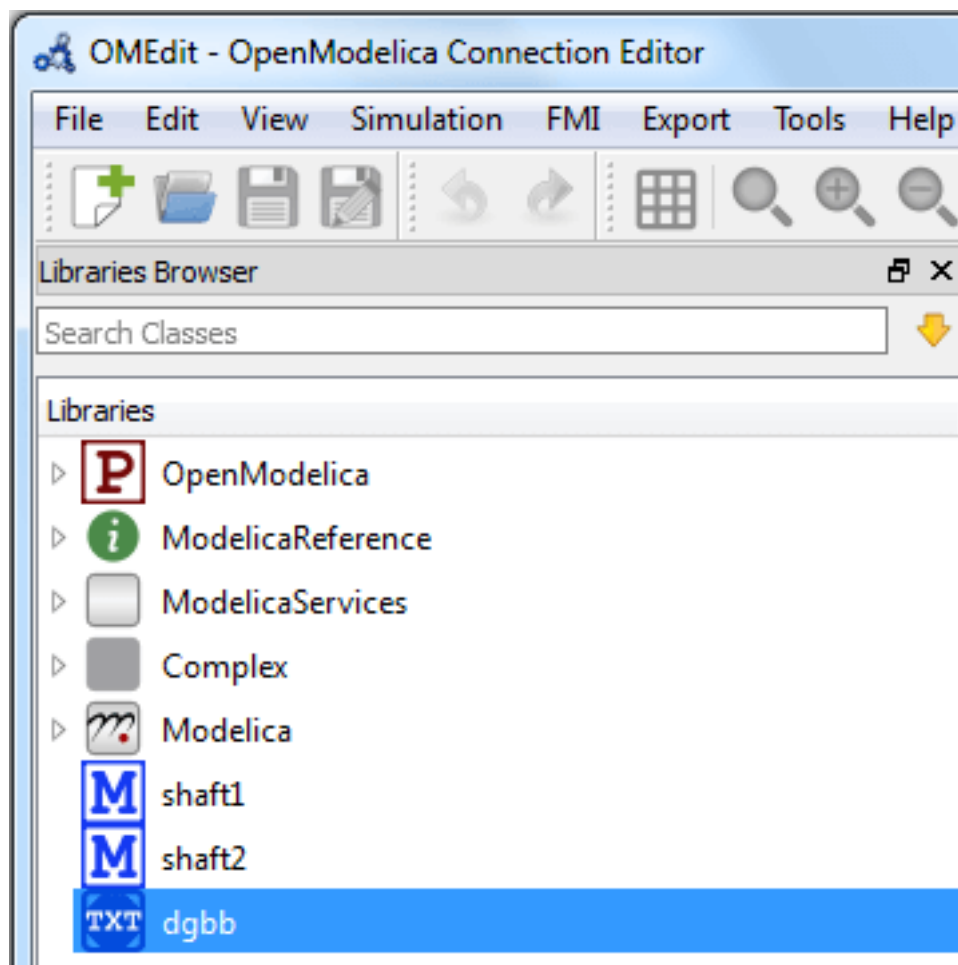 OMEdit - OpenModelica Connection Editor
File Edit View Simulation FMI Export Tools Help
Libraries Browser
Search Classes
Libraries
P OpenModelica
i ModelicaReference
ModelicaServices
Complex
m Modelica
M shaft1
M shaft2
TXT dgbb